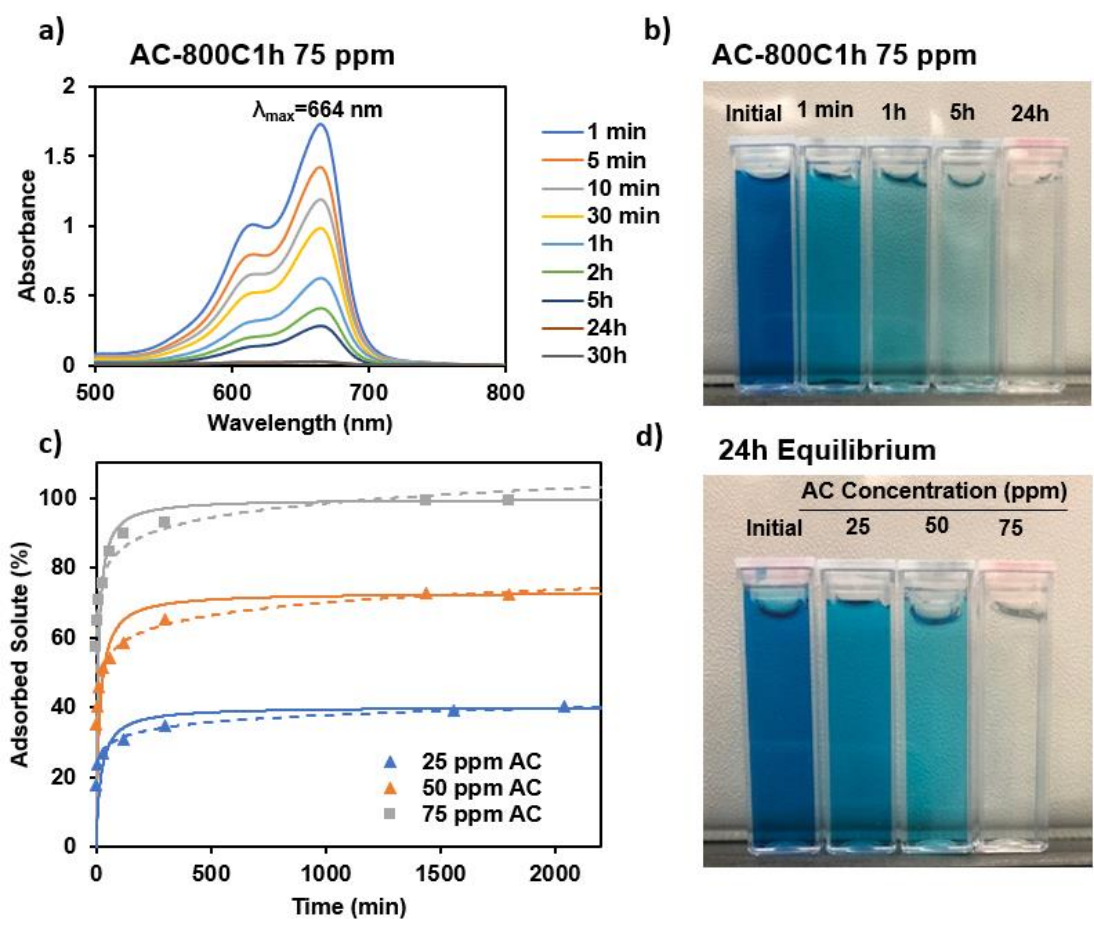 a)
AC-800C1h 75 ppm
2
1.5
1
0.5
0
Absorbance
λmax=664 nm
500
600
700
800
Wavelength (nm)
1 min
5 min
10 min
30 min
1h
2h
5h
24h
30h
b)
AC-800C1h 75 ppm
Initial 1 min 1h 5h 24h
c)
100
80
60
40
20
0
Adsorbed Solute (%)
25 ppm AC
50 ppm AC
75 ppm AC
0
500
1000
1500
2000
Time (min)
d)
24h Equilibrium
AC Concentration (ppm)
Initial 25 50 75